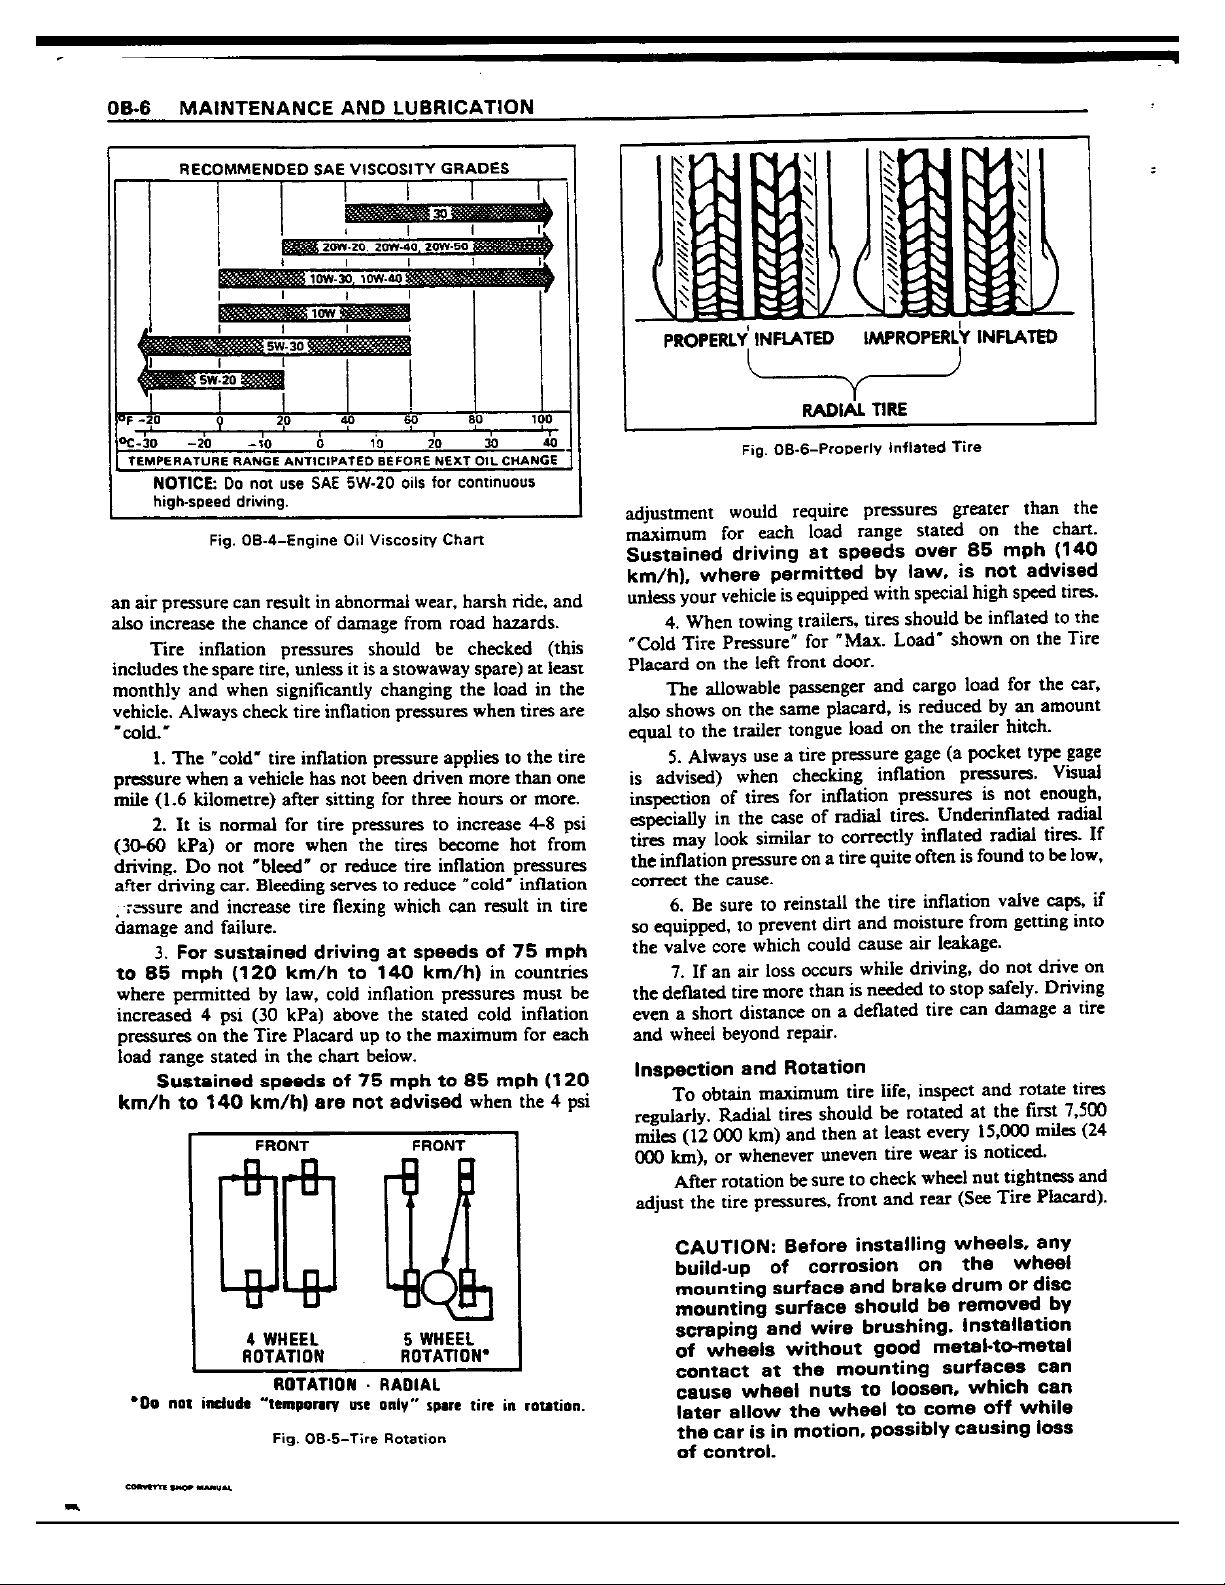 0B-6 MAINTENANCE AND LUBRICATION
RECOMMENDED SAE VISCOSITY GRADES
30
20W-20, 20W-40, 20W-50
10W-30, 10W-40
10W
5W-30
5W-20
°F -20 0 20 40 60 80 100
°C-30 -20 -10 0 10 20 30 40
TEMPERATURE RANGE ANTICIPATED BEFORE NEXT OIL CHANGE
NOTICE: Do not use SAE 5W-20 oils for continuous
high-speed driving.
Fig. 0B-4–Engine Oil Viscosity Chart
an air pressure can result in abnormal wear, harsh ride, and
also increase the chance of damage from road hazards.
Tire inflation pressures should be checked (this
includes the spare tire, unless it is a stowaway spare) at least
monthly and when significantly changing the load in the
vehicle. Always check tire inflation pressures when tires are
"cold."
1. The "cold" tire inflation pressure applies to the tire
pressure when a vehicle has not been driven more than one
mile (1.6 kilometre) after sitting for three hours or more.
2. It is normal for tire pressures to increase 4-8 psi
(30-60 kPa) or more when the tires become hot from
driving. Do not "bleed" or reduce tire inflation pressures
after driving car. Bleeding serves to reduce "cold" inflation
pressure and increase tire flexing which can result in tire
damage and failure.
3. For sustained driving at speeds of 75 mph
to 85 mph (120 km/h to 140 km/h) in countries
where permitted by law, cold inflation pressures must be
increased 4 psi (30 kPa) above the stated cold inflation
pressures on the Tire Placard up to the maximum for each
load range stated in the chart below.
Sustained speeds of 75 mph to 85 mph (120
km/h to 140 km/h) are not advised when the 4 psi
FRONT FRONT
4 WHEEL 5 WHEEL
ROTATION ROTATION*
ROTATION - RADIAL
*Do not include "temporary use only" spare tire in rotation.
Fig. 0B-5–Tire Rotation
PROPERLY INFLATED IMPROPERLY INFLATED
RADIAL TIRE
Fig. 0B-6–Properly Inflated Tire
adjustment would require pressures greater than the
maximum for each load range stated on the chart.
Sustained driving at speeds over 85 mph (140
km/h), where permitted by law, is not advised
unless your vehicle is equipped with special high speed tires.
4. When towing trailers, tires should be inflated to the
"Cold Tire Pressure" for "Max. Load" shown on the Tire
Placard on the left front door.
The allowable passenger and cargo load for the car,
also shows on the same placard, is reduced by an amount
equal to the trailer tongue load on the trailer hitch.
5. Always use a tire pressure gage (a pocket type gage
is advised) when checking inflation pressures. Visual
inspection of tires for inflation pressures is not enough,
especially in the case of radial tires. Underinflated radial
tires may look similar to correctly inflated radial tires. If
the inflation pressure on a tire quite often is found to be low,
correct the cause.
6. Be sure to reinstall the tire inflation valve caps, if
so equipped, to prevent dirt and moisture from getting into
the valve core which could cause air leakage.
7. If an air loss occurs while driving, do not drive on
the deflated tire more than is needed to stop safely. Driving
even a short distance on a deflated tire can damage a tire
and wheel beyond repair.
Inspection and Rotation
To obtain maximum tire life, inspect and rotate tires
regularly. Radial tires should be rotated at the first 7,500
miles (12 000 km) and then at least every 15,000 miles (24
000 km), or whenever uneven tire wear is noticed.
After rotation be sure to check wheel nut tightness and
adjust the tire pressures, front and rear (See Tire Placard).
CAUTION: Before installing wheels, any
build-up of corrosion on the wheel
mounting surface and brake drum or disc
mounting surface should be removed by
scraping and wire brushing. Installation
of wheels without good metal-to-metal
contact at the mounting surfaces can
cause wheel nuts to loosen, which can
later allow the wheel to come off while
the car is in motion, possibly causing loss
of control.
CORVETTE SHOP MANUAL